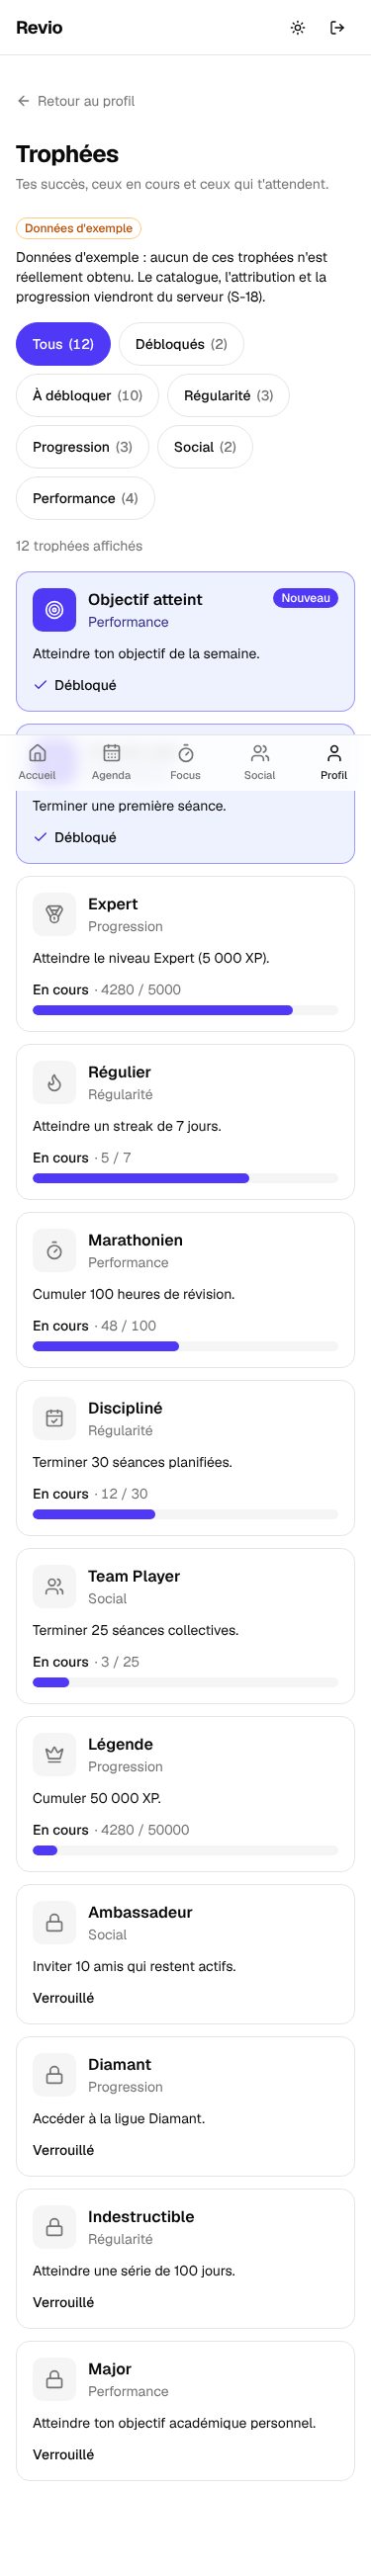 Revio
Retour au profil
Trophées
Tes succès, ceux en cours et ceux qui t'attendent.
Données d'exemple
Données d'exemple : aucun de ces trophées n'est
réellement obtenu. Le catalogue, l'attribution et la
progression viendront du serveur (S-18).
Tous (12)
Débloqués (2)
À débloquer (10)
Régularité (3)
Progression (3)
Social (2)
Performance (4)
12 trophées affichés
Objectif atteint
Nouveau
Performance
Atteindre ton objectif de la semaine.
Débloqué
Accueil
Agenda
Focus
Social
Profil
Terminer une première séance.
Débloqué
Expert
Progression
Atteindre le niveau Expert (5 000 XP).
En cours · 4280 / 5000
Régulier
Régularité
Atteindre un streak de 7 jours.
En cours · 5 / 7
Marathonien
Performance
Cumuler 100 heures de révision.
En cours · 48 / 100
Discipliné
Régularité
Terminer 30 séances planifiées.
En cours · 12 / 30
Team Player
Social
Terminer 25 séances collectives.
En cours · 3 / 25
Légende
Progression
Cumuler 50 000 XP.
En cours · 4280 / 50000
Ambassadeur
Social
Inviter 10 amis qui restent actifs.
Verrouillé
Diamant
Progression
Accéder à la ligue Diamant.
Verrouillé
Indestructible
Régularité
Atteindre une série de 100 jours.
Verrouillé
Major
Performance
Atteindre ton objectif académique personnel.
Verrouillé